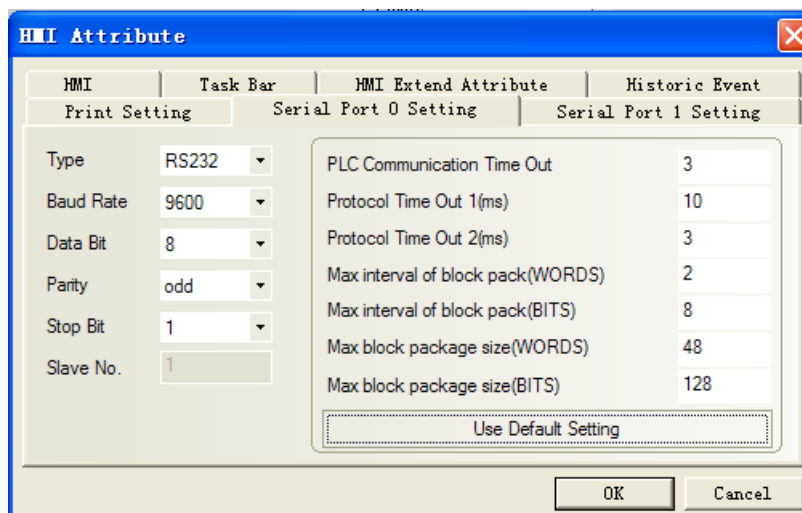 HMI Attribute
HMI Task Bar HMI Extend Attribute Historic Event
Print Setting Serial Port 0 Setting Serial Port 1 Setting
Type RS232
Baud Rate 9600
Data Bit 8
Parity odd
Stop Bit 1
Slave No. 1
PLC Communication Time Out 3
Protocol Time Out 1(ms) 10
Protocol Time Out 2(ms) 3
Max interval of block pack(WORDS) 2
Max interval of block pack(BITS) 8
Max block package size(WORDS) 48
Max block package size(BITS) 128
Use Default Setting
OK Cancel